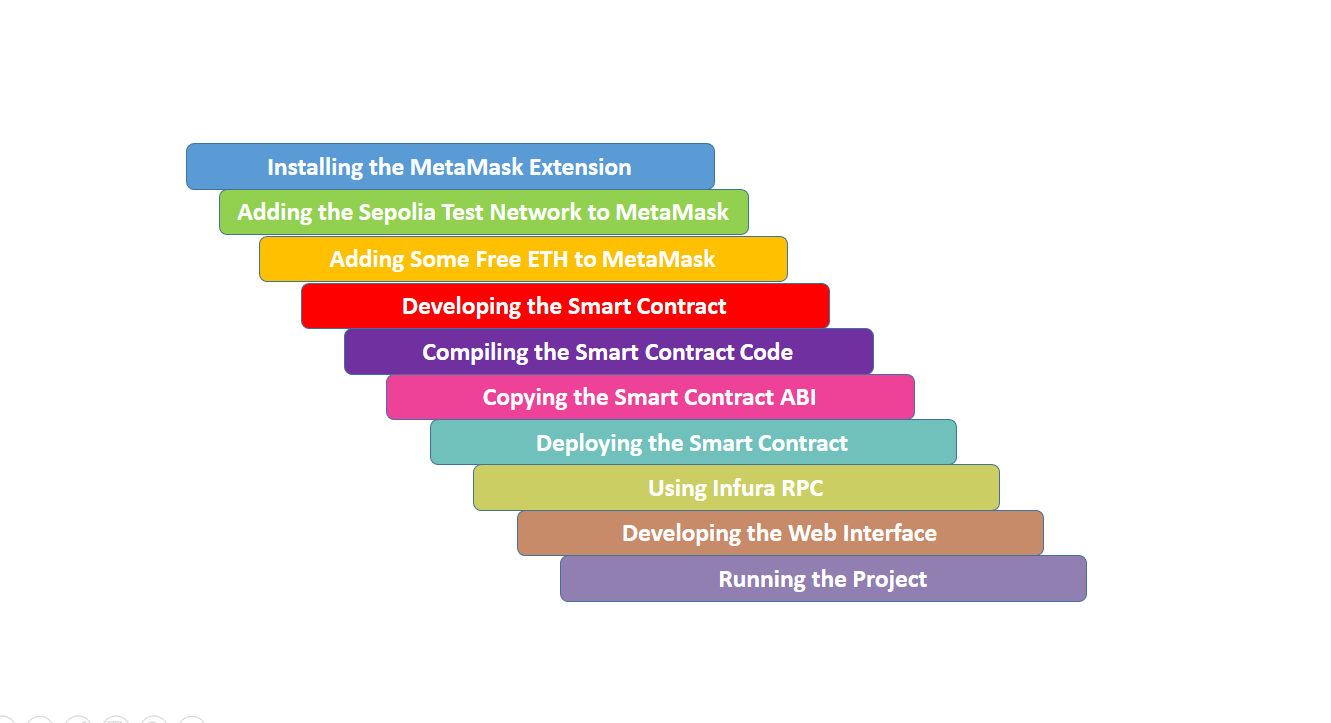 Installing the MetaMask Extension
Adding the Sepolia Test Network to MetaMask
Adding Some Free ETH to MetaMask
Developing the Smart Contract
Compiling the Smart Contract Code
Copying the Smart Contract ABI
Deploying the Smart Contract
Using Infura RPC
Developing the Web Interface
Running the Project